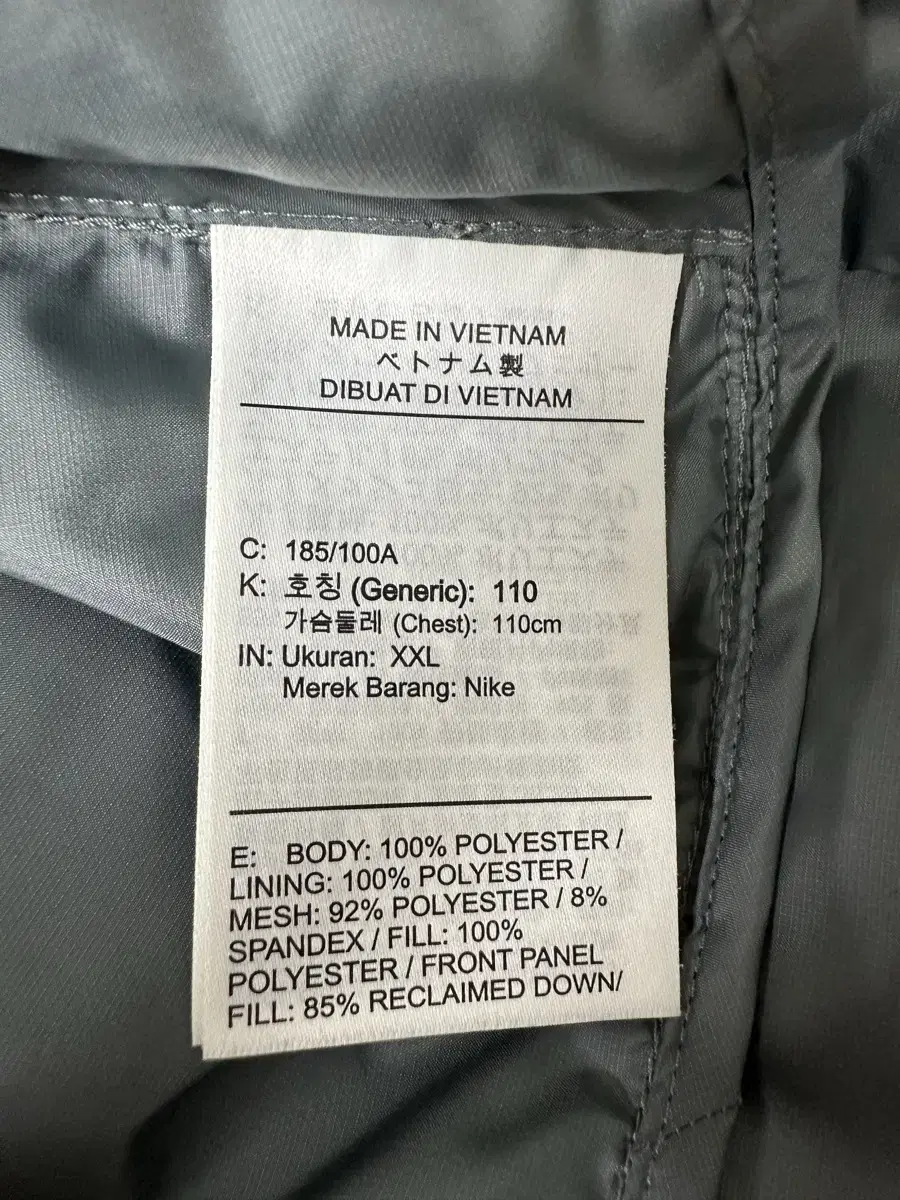 MADE IN VIETNAM
ベトナム製
DIBUAT DI VIETNAM
C: 185/100A
K: 호칭 (Generic): 110
가슴둘레 (Chest): 110cm
IN: Ukuran: XXL
Merek Barang: Nike
E: BODY: 100% POLYESTER /
LINING: 100% POLYESTER /
MESH: 92% POLYESTER / 8%
SPANDEX / FILL: 100%
POLYESTER / FRONT PANEL
FILL: 85% RECLAIMED DOWN/